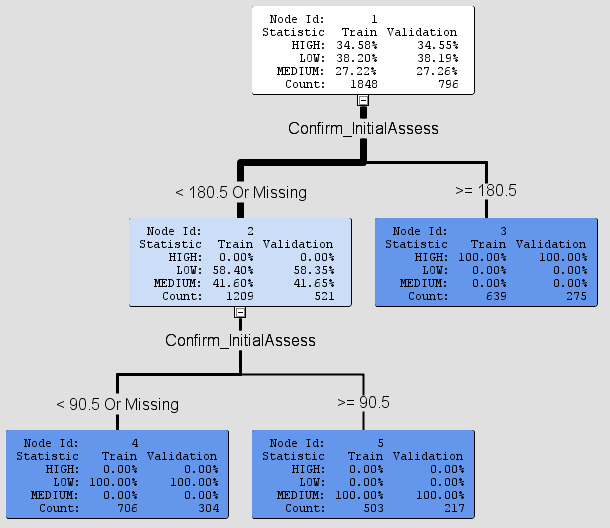 Node Id: 1
Statistic Train Validation
HIGH: 34.58% 34.55%
LOW: 38.20% 38.19%
MEDIUM: 27.22% 27.26%
Count: 1848 796
Confirm_InitialAssess
< 180.5 Or Missing
>= 180.5
Node Id: 2
Statistic Train Validation
HIGH: 0.00% 0.00%
LOW: 58.40% 58.35%
MEDIUM: 41.60% 41.65%
Count: 1209 521
Node Id: 3
Statistic Train Validation
HIGH: 100.00% 100.00%
LOW: 0.00% 0.00%
MEDIUM: 0.00% 0.00%
Count: 639 275
Confirm_InitialAssess
< 90.5 Or Missing
>= 90.5
Node Id: 4
Statistic Train Validation
HIGH: 0.00% 0.00%
LOW: 100.00% 100.00%
MEDIUM: 0.00% 0.00%
Count: 706 304
Node Id: 5
Statistic Train Validation
HIGH: 0.00% 0.00%
LOW: 0.00% 0.00%
MEDIUM: 100.00% 100.00%
Count: 503 217